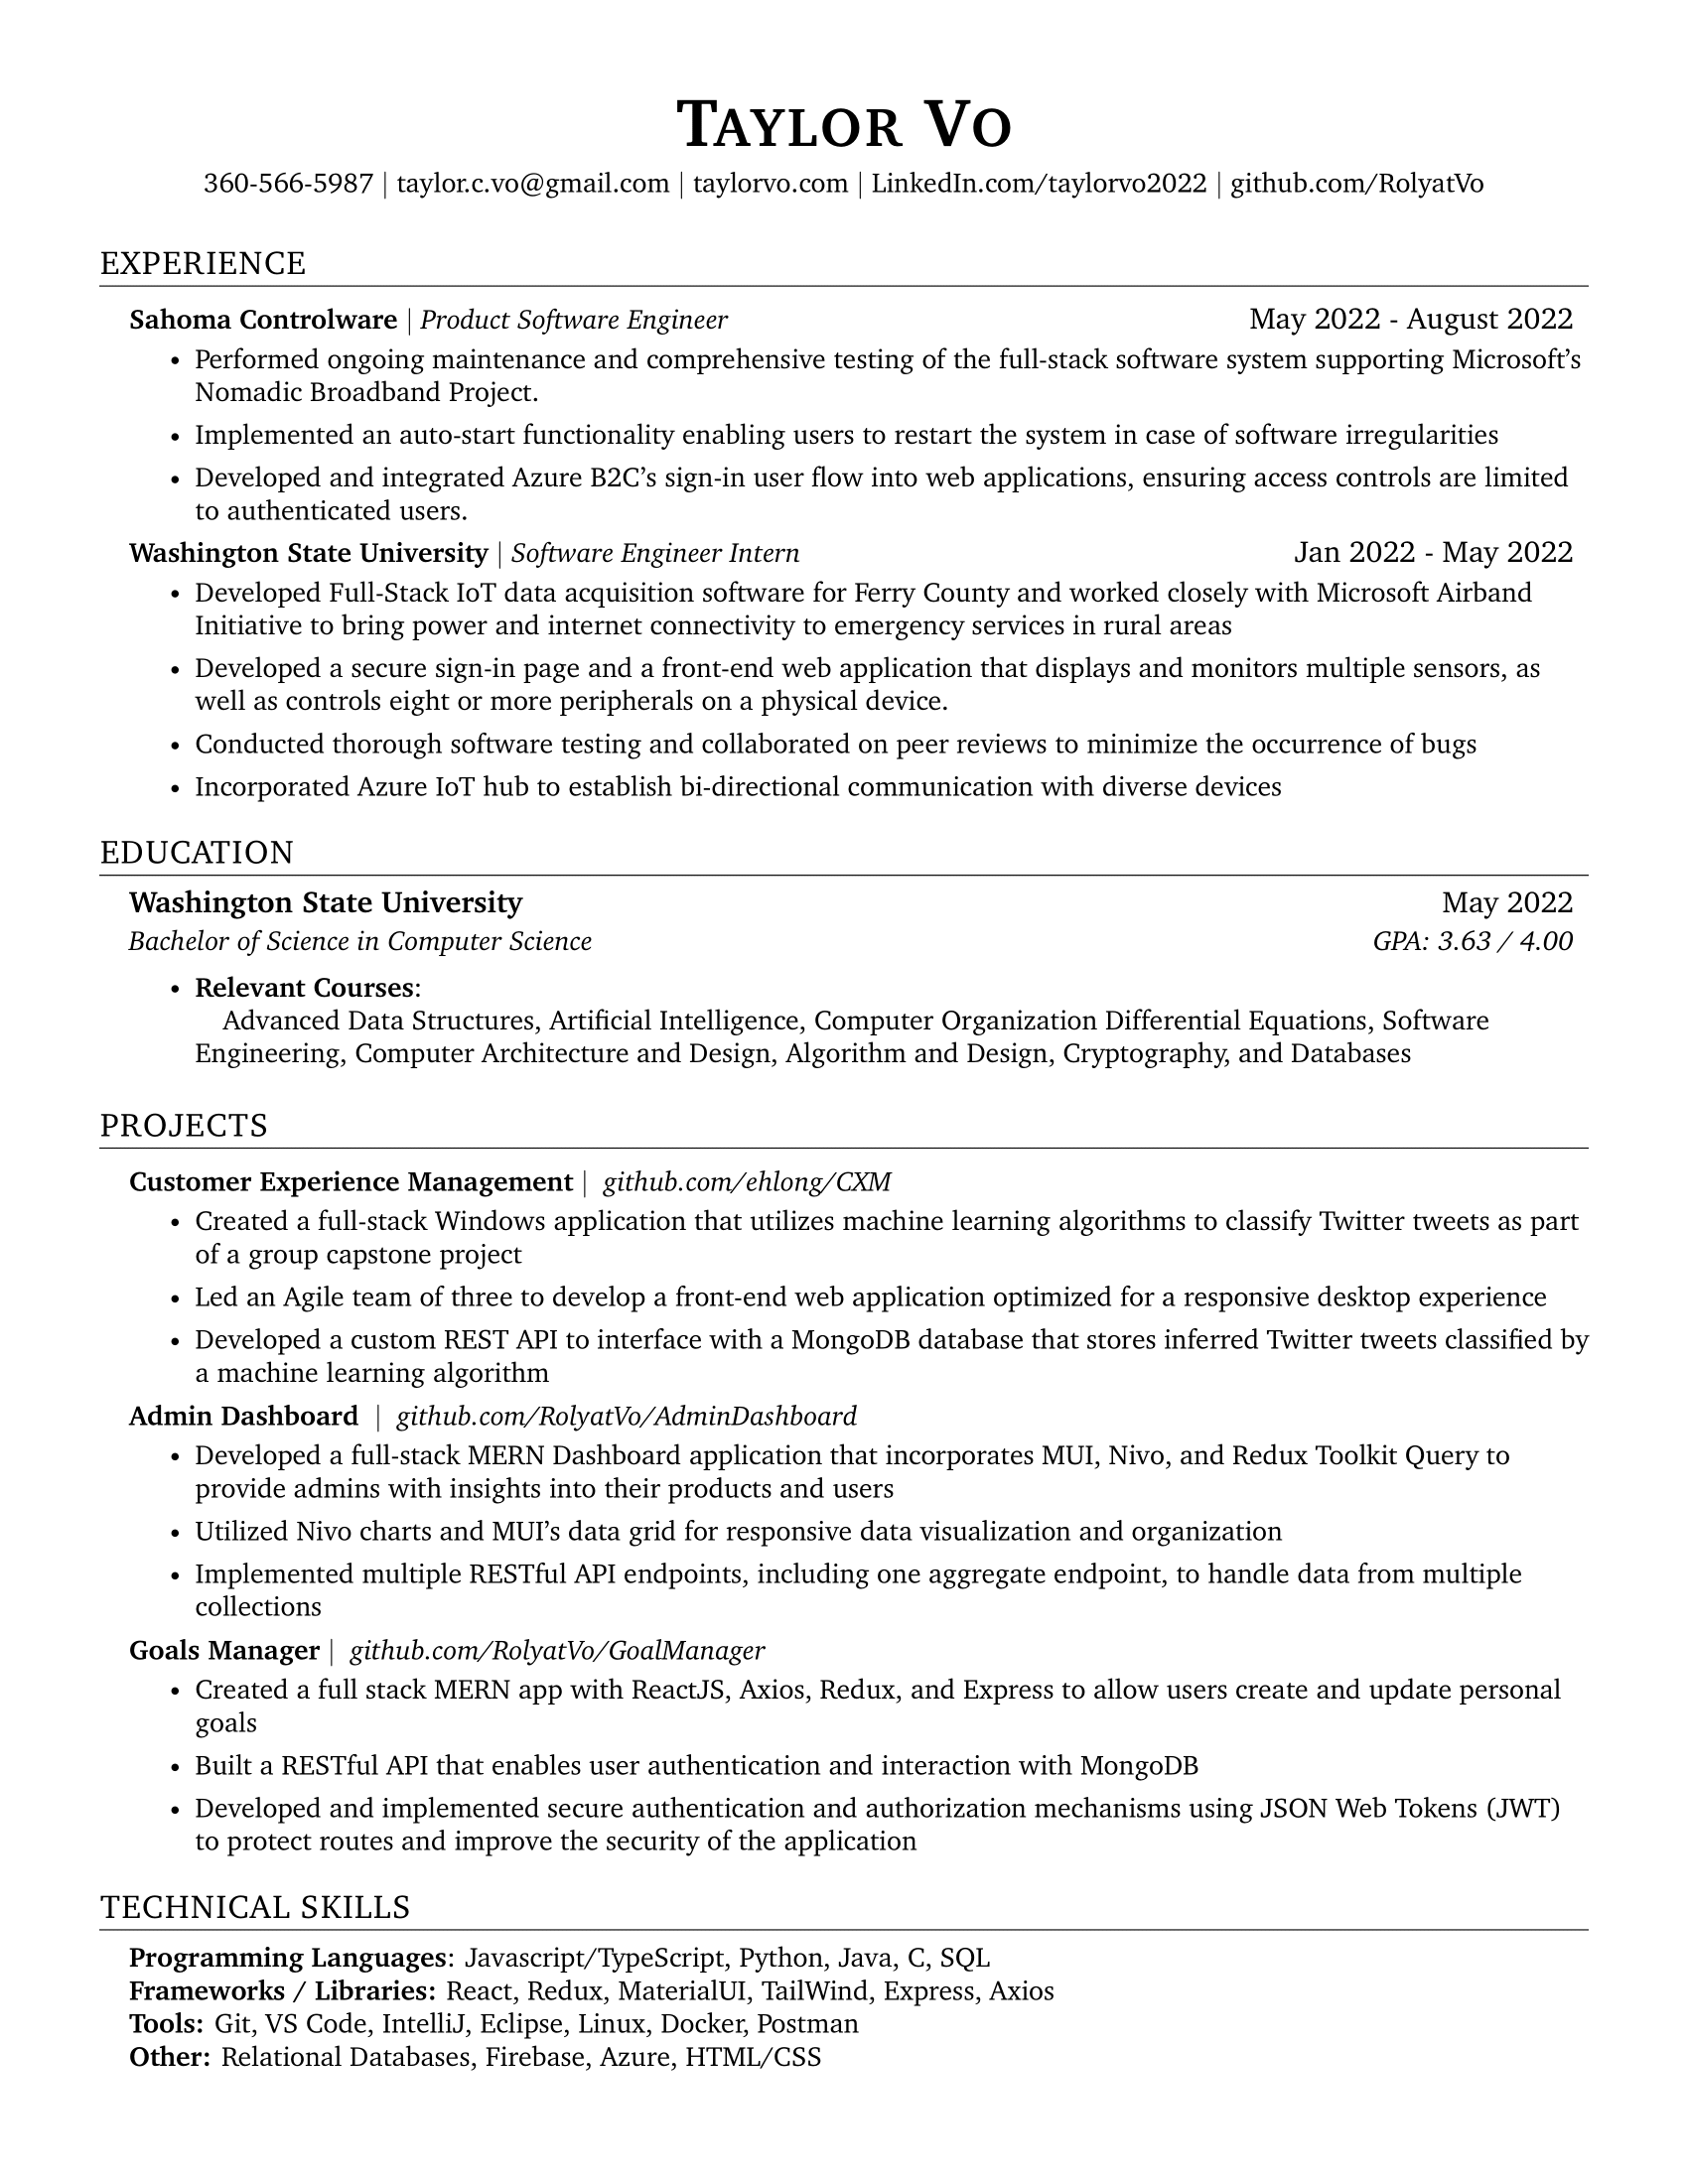 Taylor Vo
360-566-5987 | taylor.c.vo@gmail.com | taylorvo.com | LinkedIn.com/taylorvo2022 | github.com/RolyatVo
EXPERIENCE
Sahoma Controlware | Product Software Engineer May 2022 - August 2022
• Performed ongoing maintenance and comprehensive testing of the full-stack software system supporting Microsoft’s
Nomadic Broadband Project.
• Implemented an auto-start functionality enabling users to restart the system in case of software irregularities
• Developed and integrated Azure B2C’s sign-in user flow into web applications, ensuring access controls are limited
to authenticated users.
Washington State University | Software Engineer Intern Jan 2022 - May 2022
• Developed Full-Stack IoT data acquisition software for Ferry County and worked closely with Microsoft Airband
Initiative to bring power and internet connectivity to emergency services in rural areas
• Developed a secure sign-in page and a front-end web application that displays and monitors multiple sensors, as
well as controls eight or more peripherals on a physical device.
• Conducted thorough software testing and collaborated on peer reviews to minimize the occurrence of bugs
• Incorporated Azure IoT hub to establish bi-directional communication with diverse devices
EDUCATION
Washington State University May 2022
Bachelor of Science in Computer Science GPA: 3.63 / 4.00
• Relevant Courses:
Advanced Data Structures, Artificial Intelligence, Computer Organization Differential Equations, Software
Engineering, Computer Architecture and Design, Algorithm and Design, Cryptography, and Databases
PROJECTS
Customer Experience Management | github.com/ehlong/CXM
• Created a full-stack Windows application that utilizes machine learning algorithms to classify Twitter tweets as part
of a group capstone project
• Led an Agile team of three to develop a front-end web application optimized for a responsive desktop experience
• Developed a custom REST API to interface with a MongoDB database that stores inferred Twitter tweets classified by
a machine learning algorithm
Admin Dashboard | github.com/RolyatVo/AdminDashboard
• Developed a full-stack MERN Dashboard application that incorporates MUI, Nivo, and Redux Toolkit Query to
provide admins with insights into their products and users
• Utilized Nivo charts and MUI’s data grid for responsive data visualization and organization
• Implemented multiple RESTful API endpoints, including one aggregate endpoint, to handle data from multiple
collections
Goals Manager | github.com/RolyatVo/GoalManager
• Created a full stack MERN app with ReactJS, Axios, Redux, and Express to allow users create and update personal
goals
• Built a RESTful API that enables user authentication and interaction with MongoDB
• Developed and implemented secure authentication and authorization mechanisms using JSON Web Tokens (JWT)
to protect routes and improve the security of the application
TECHNICAL SKILLS
Programming Languages: Javascript/TypeScript, Python, Java, C, SQL
Frameworks / Libraries: React, Redux, MaterialUI, TailWind, Express, Axios
Tools: Git, VS Code, IntelliJ, Eclipse, Linux, Docker, Postman
Other: Relational Databases, Firebase, Azure, HTML/CSS